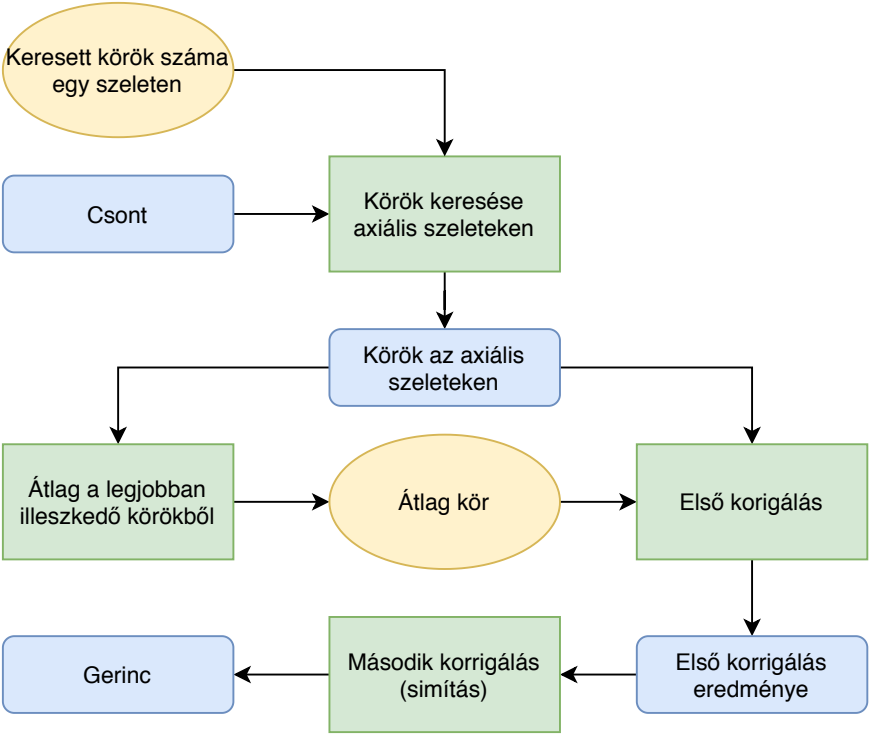 Keresett körök száma
egy szeleten
Csont
Körök keresése
axiális szeleteken
Körök az axiális
szeleteken
Átlag a legjobban
illeszkedő körökből
Átlag kör
Első korigálás
Gerinc
Második korrigálás
(simítás)
Első korrigálás
eredménye